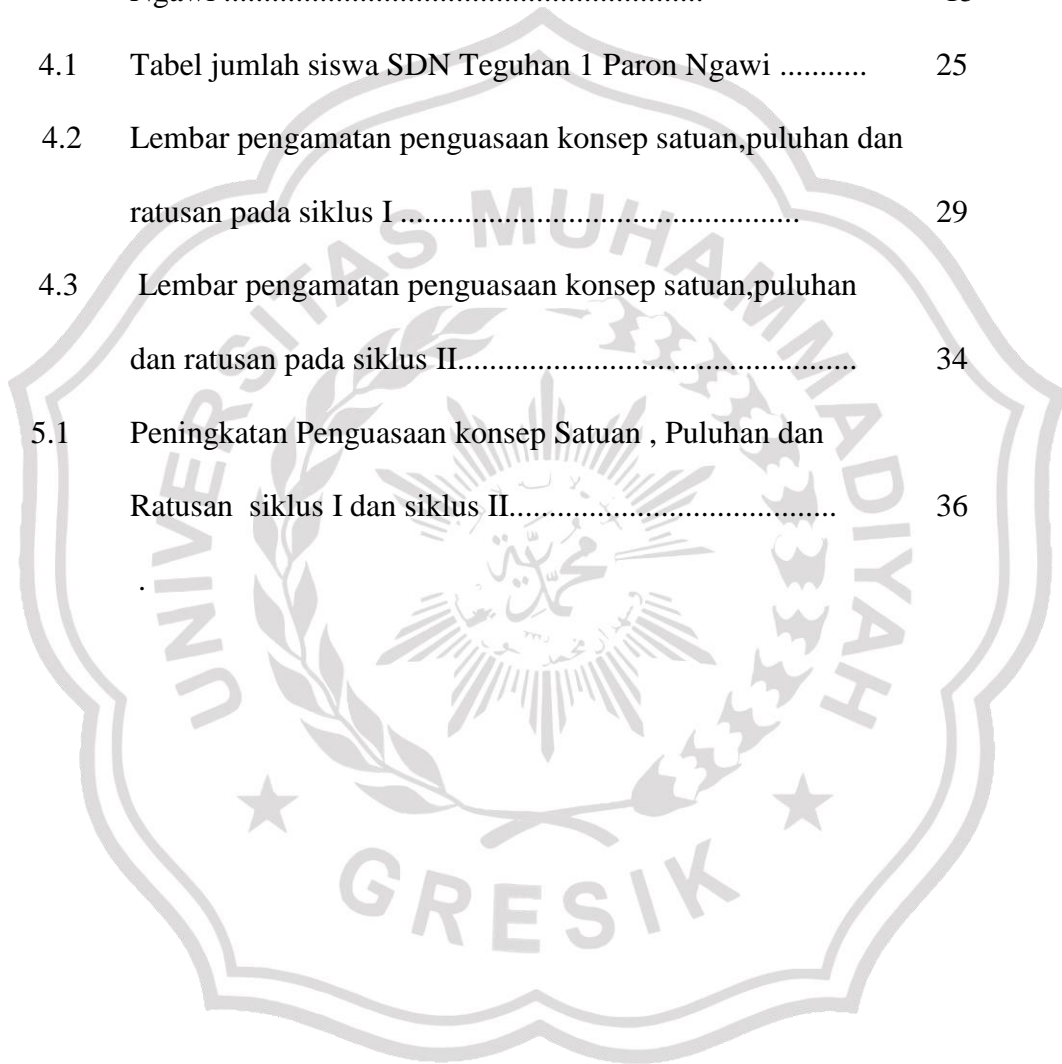 4.1 Tabel jumlah siswa SDN Teguhan 1 Paron Ngawi ........... 25
4.2 Lembar pengamatan penguasaan konsep satuan,puluhan dan
ratusan pada siklus I .................................................. 29
4.3 Lembar pengamatan penguasaan konsep satuan,puluhan
dan ratusan pada siklus II.................................................. 34
5.1 Peningkatan Penguasaan konsep Satuan , Puluhan dan
Ratusan siklus I dan siklus II......................................... 36
.
UNIVERSITAS MUHAMMADIYAH
GRESIK